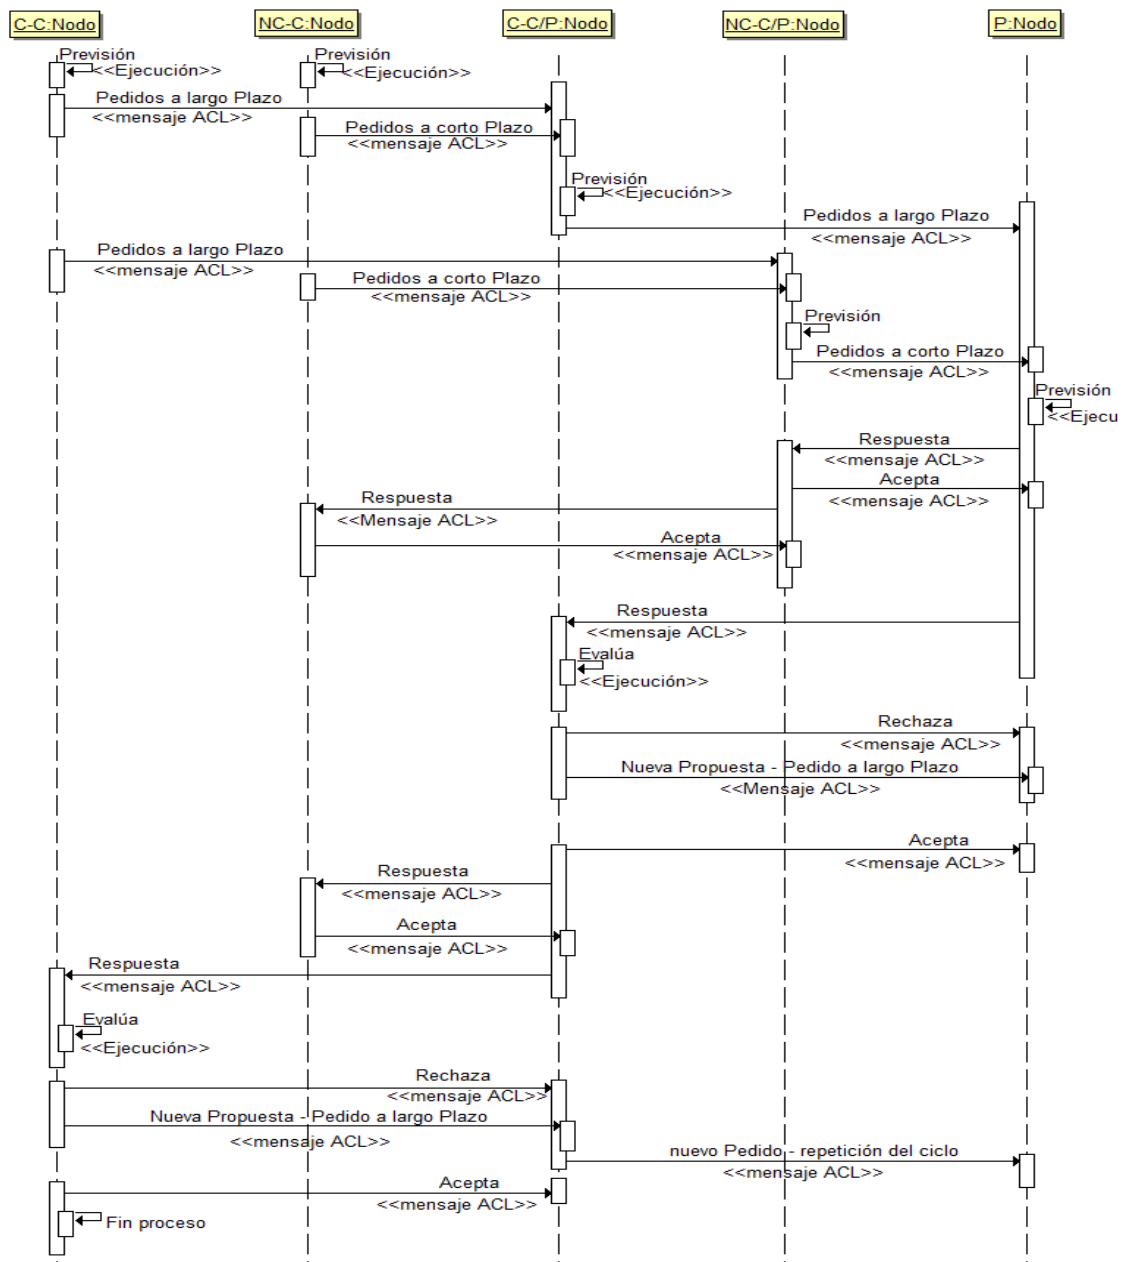 C-C:Nodo
NC-C:Nodo
C-C/P:Nodo
NC-C/P:Nodo
P:Nodo
Previsión
<<Ejecución>>
Previsión
<<Ejecución>>
Pedidos a largo Plazo
<<mensaje ACL>>
Pedidos a corto Plazo
<<mensaje ACL>>
Previsión
<<Ejecución>>
Pedidos a largo Plazo
<<mensaje ACL>>
Pedidos a largo Plazo
<<mensaje ACL>>
Pedidos a corto Plazo
<<mensaje ACL>>
Previsión
Pedidos a corto Plazo
<<mensaje ACL>>
Previsión
<<Ejecu
Respuesta
<<mensaje ACL>>
Acepta
<<mensaje ACL>>
Respuesta
<<Mensaje ACL>>
Acepta
<<mensaje ACL>>
Respuesta
<<mensaje ACL>>
Evalúa
<<Ejecución>>
Rechaza
<<mensaje ACL>>
Nueva Propuesta - Pedido a largo Plazo
<<Mensaje ACL>>
Acepta
<<mensaje ACL>>
Respuesta
<<mensaje ACL>>
Acepta
<<mensaje ACL>>
Respuesta
<<mensaje ACL>>
Evalúa
<<Ejecución>>
Rechaza
<<mensaje ACL>>
Nueva Propuesta - Pedido a largo Plazo
<<mensaje ACL>>
nuevo Pedido - repetición del ciclo
<<mensaje ACL>>
Acepta
<<mensaje ACL>>
Fin proceso